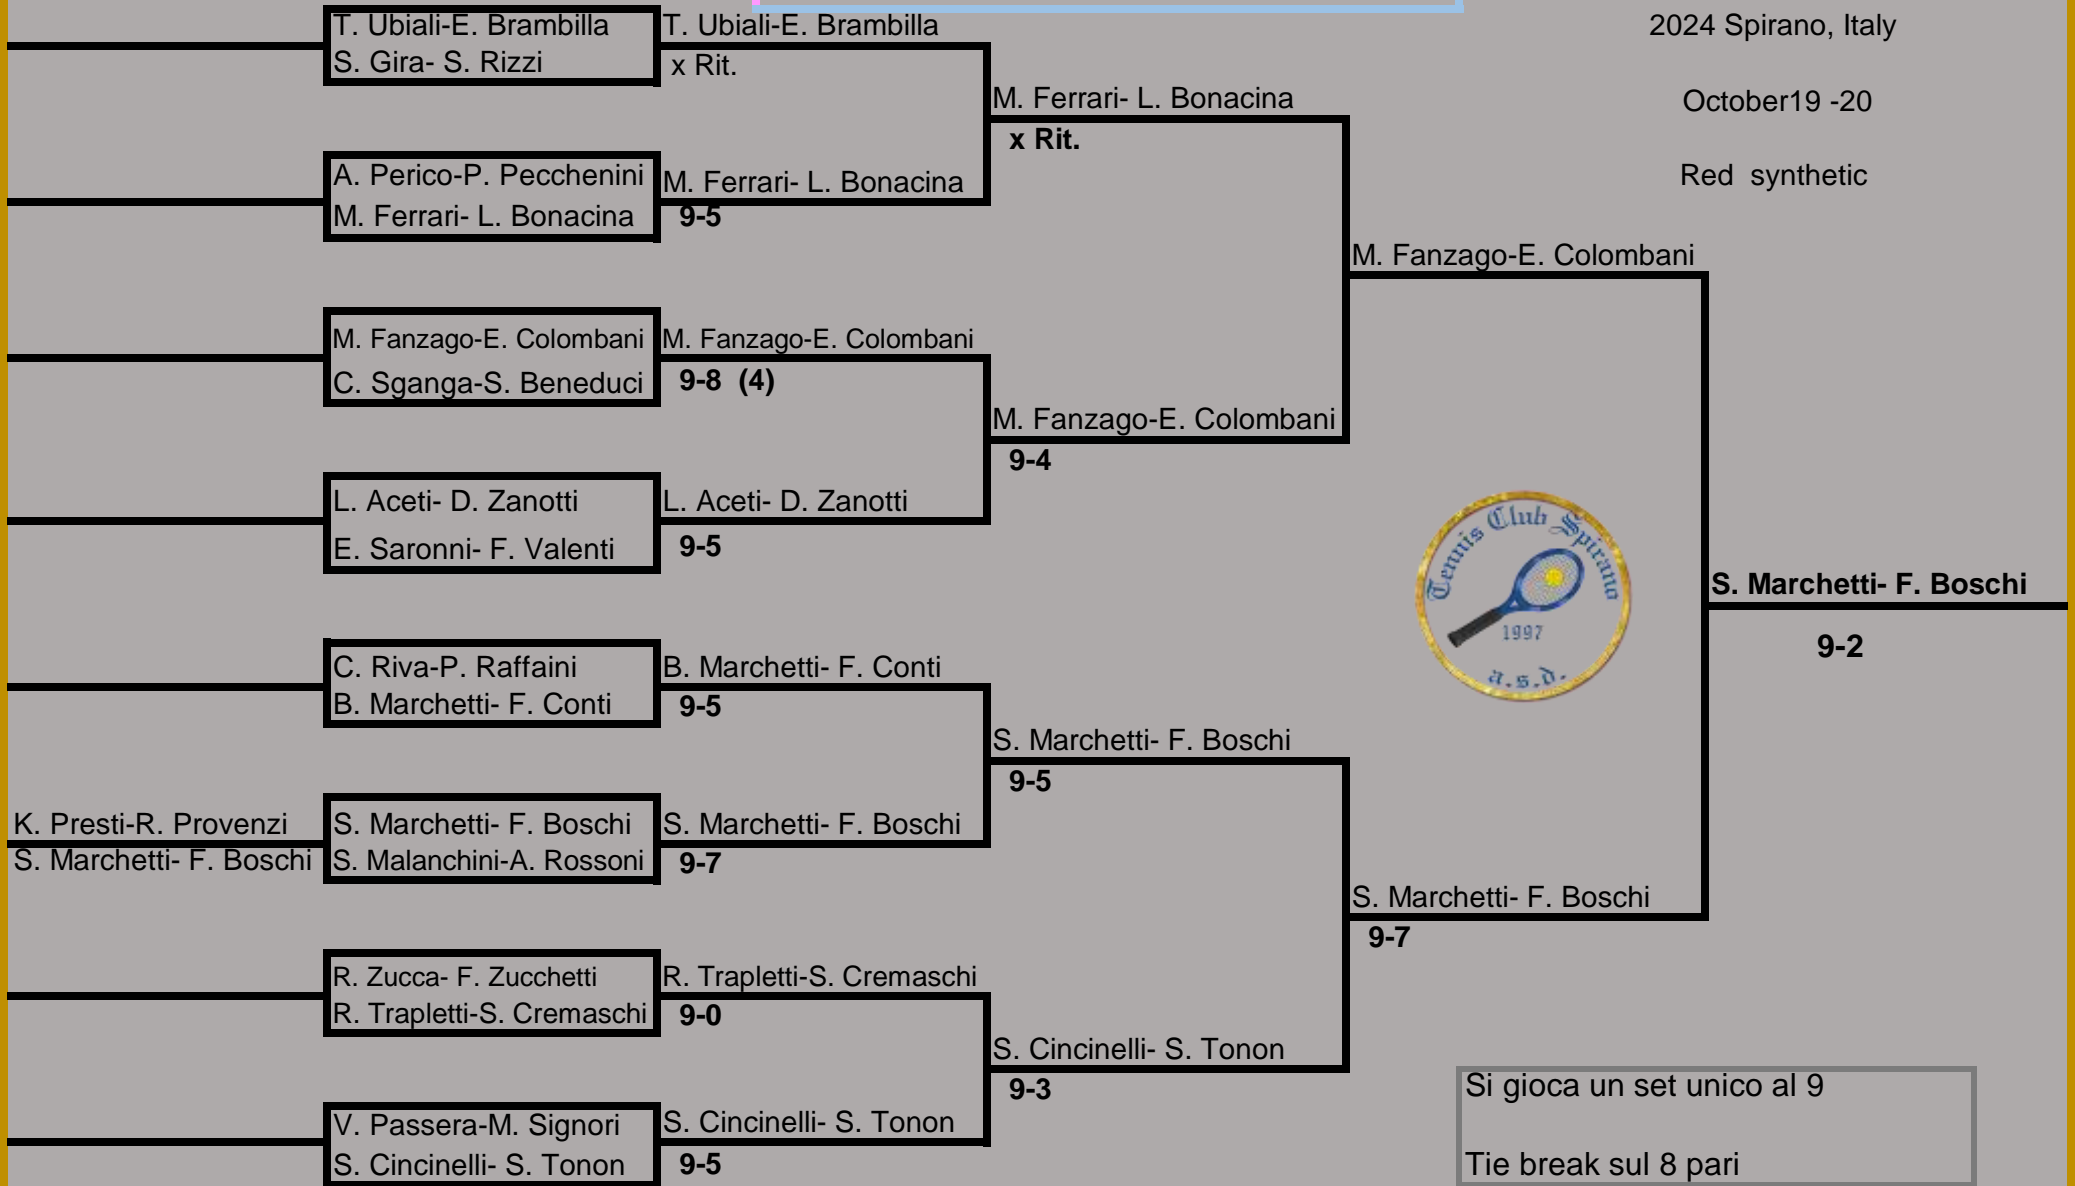 T. Ubiali-E. Brambilla
S. Gira- S. Rizzi
A. Perico-P. Pecchenini
M. Ferrari- L. Bonacina
M. Fanzago-E. Colombani
C. Sganga-S. Beneduci
L. Aceti- D. Zanotti
E. Saronni- F. Valenti
C. Riva-P. Raffaini
B. Marchetti- F. Conti
K. Presti-R. Provenzi
S. Marchetti- F. Boschi
S. Marchetti- F. Boschi
S. Malanchini-A. Rossoni
R. Zucca- F. Zucchetti
R. Trapletti-S. Cremaschi
V. Passera-M. Signori
S. Cincinelli- S. Tonon
T. Ubiali-E. Brambilla
x Rit.
M. Ferrari- L. Bonacina
9-5
M. Fanzago-E. Colombani
9-8 (4)
L. Aceti- D. Zanotti
9-5
B. Marchetti- F. Conti
9-5
S. Marchetti- F. Boschi
9-7
R. Trapletti-S. Cremaschi
9-0
S. Cincinelli- S. Tonon
9-5
M. Ferrari- L. Bonacina
x Rit.
M. Fanzago-E. Colombani
9-4
S. Marchetti- F. Boschi
9-5
S. Cincinelli- S. Tonon
9-3
M. Fanzago-E. Colombani
S. Marchetti- F. Boschi
9-7
S. Marchetti- F. Boschi
9-2
2024 Spirano, Italy
October19 -20
Red synthetic
Tennis Club Spirano
1997
a.s.d.
Si gioca un set unico al 9
Tie break sul 8 pari